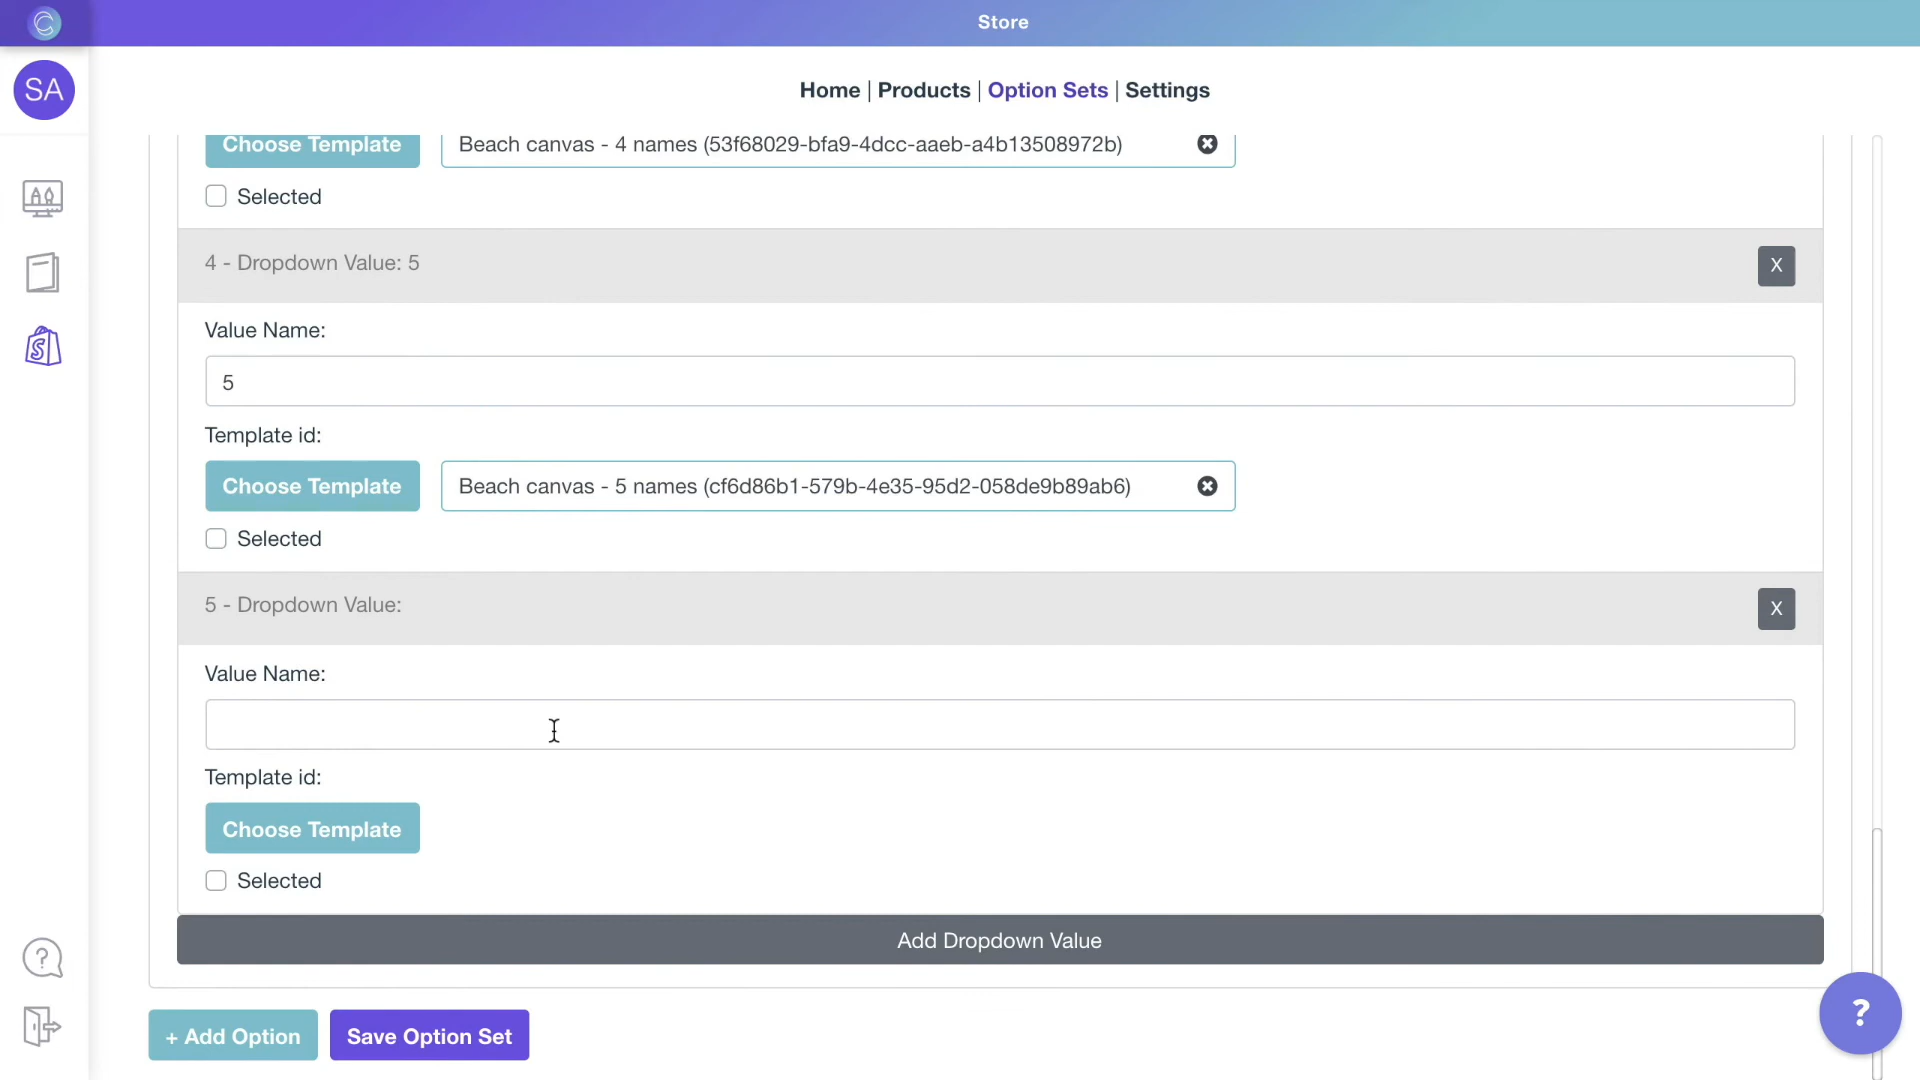 Store
SA
Home | Products | Option Sets | Settings
Choose Template
Beach canvas - 4 names (53f68029-bfa9-4dcc-aaeb-a4b13508972b)
Selected
4 - Dropdown Value: 5
X
Value Name:
5
Template id:
Choose Template
Beach canvas - 5 names (cf6d86b1-579b-4e35-95d2-058de9b89ab6)
Selected
5 - Dropdown Value:
X
Value Name:
Template id:
Choose Template
Selected
Add Dropdown Value
+ Add Option
Save Option Set
?